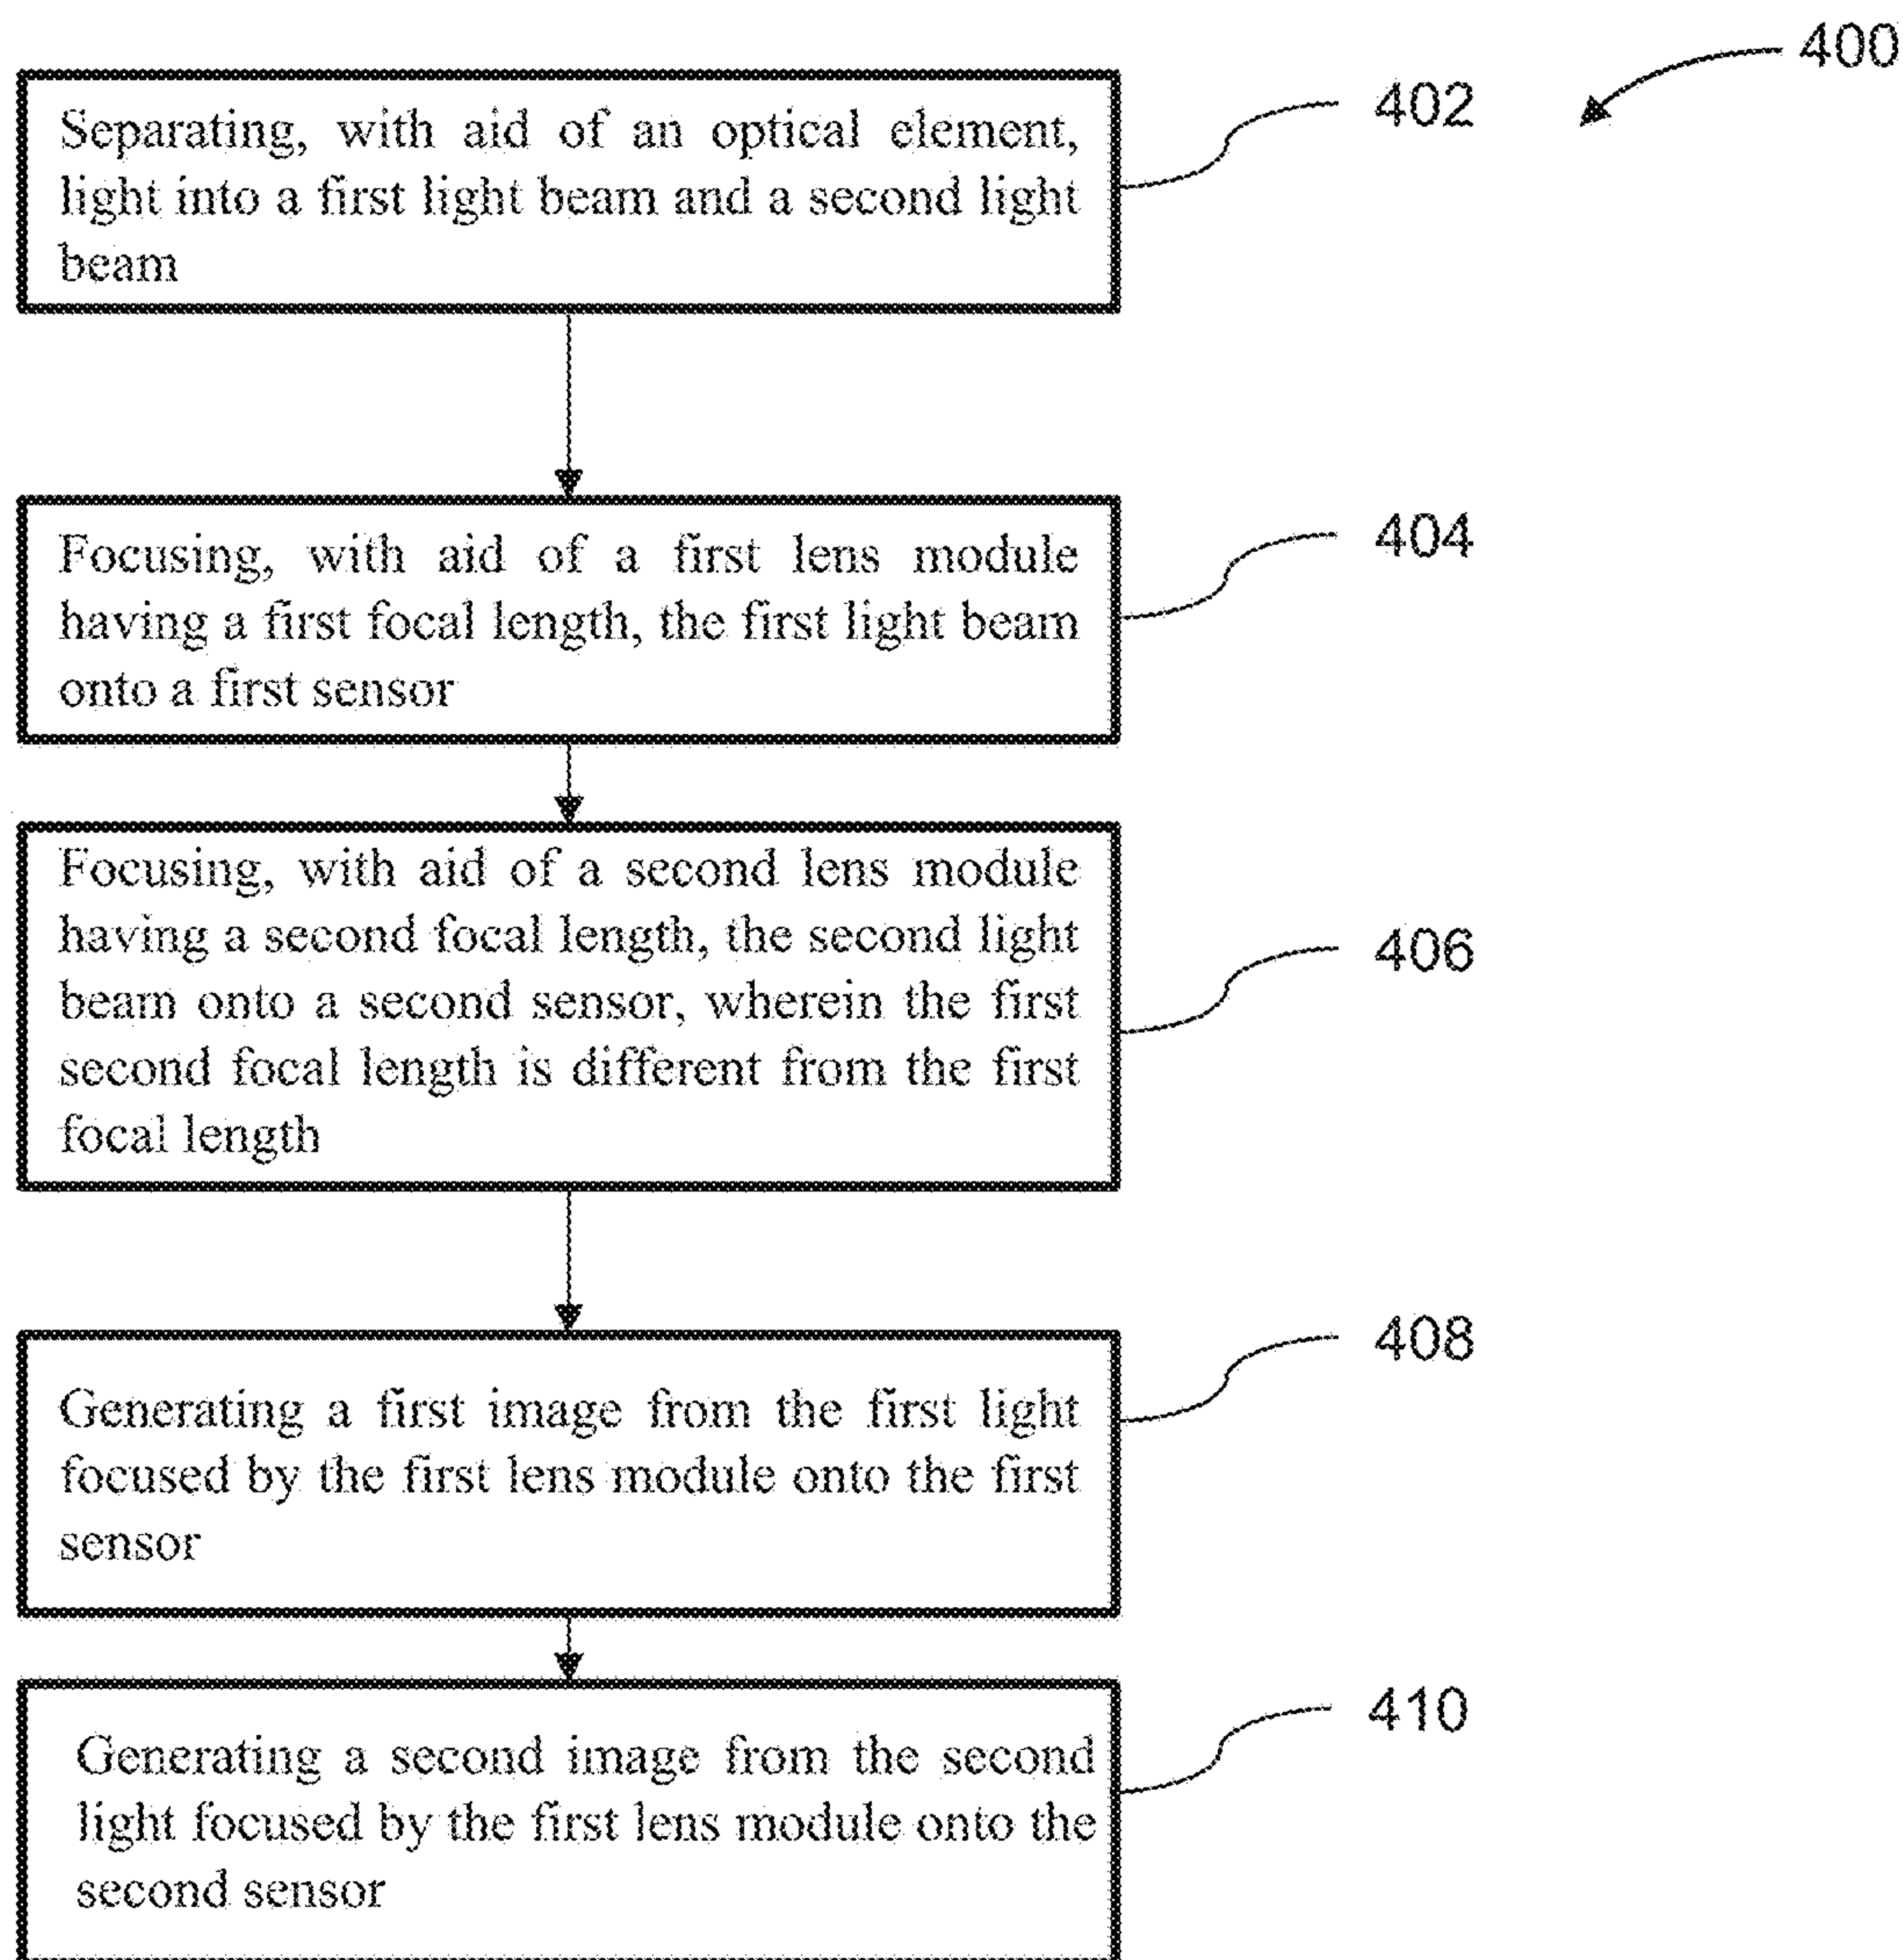 400
402
Separating, with aid of an optical element,
light into a first light beam and a second light
beam
404
Focusing, with aid of a first lens module
having a first focal length, the first light beam
onto a first sensor
406
Focusing, with aid of a second lens module
having a second focal length, the second light
beam onto a second sensor, wherein the first
second focal length is different from the first
focal length
408
Generating a first image from the first light
focused by the first lens module onto the first
sensor
410
Generating a second image from the second
light focused by the first lens module onto the
second sensor